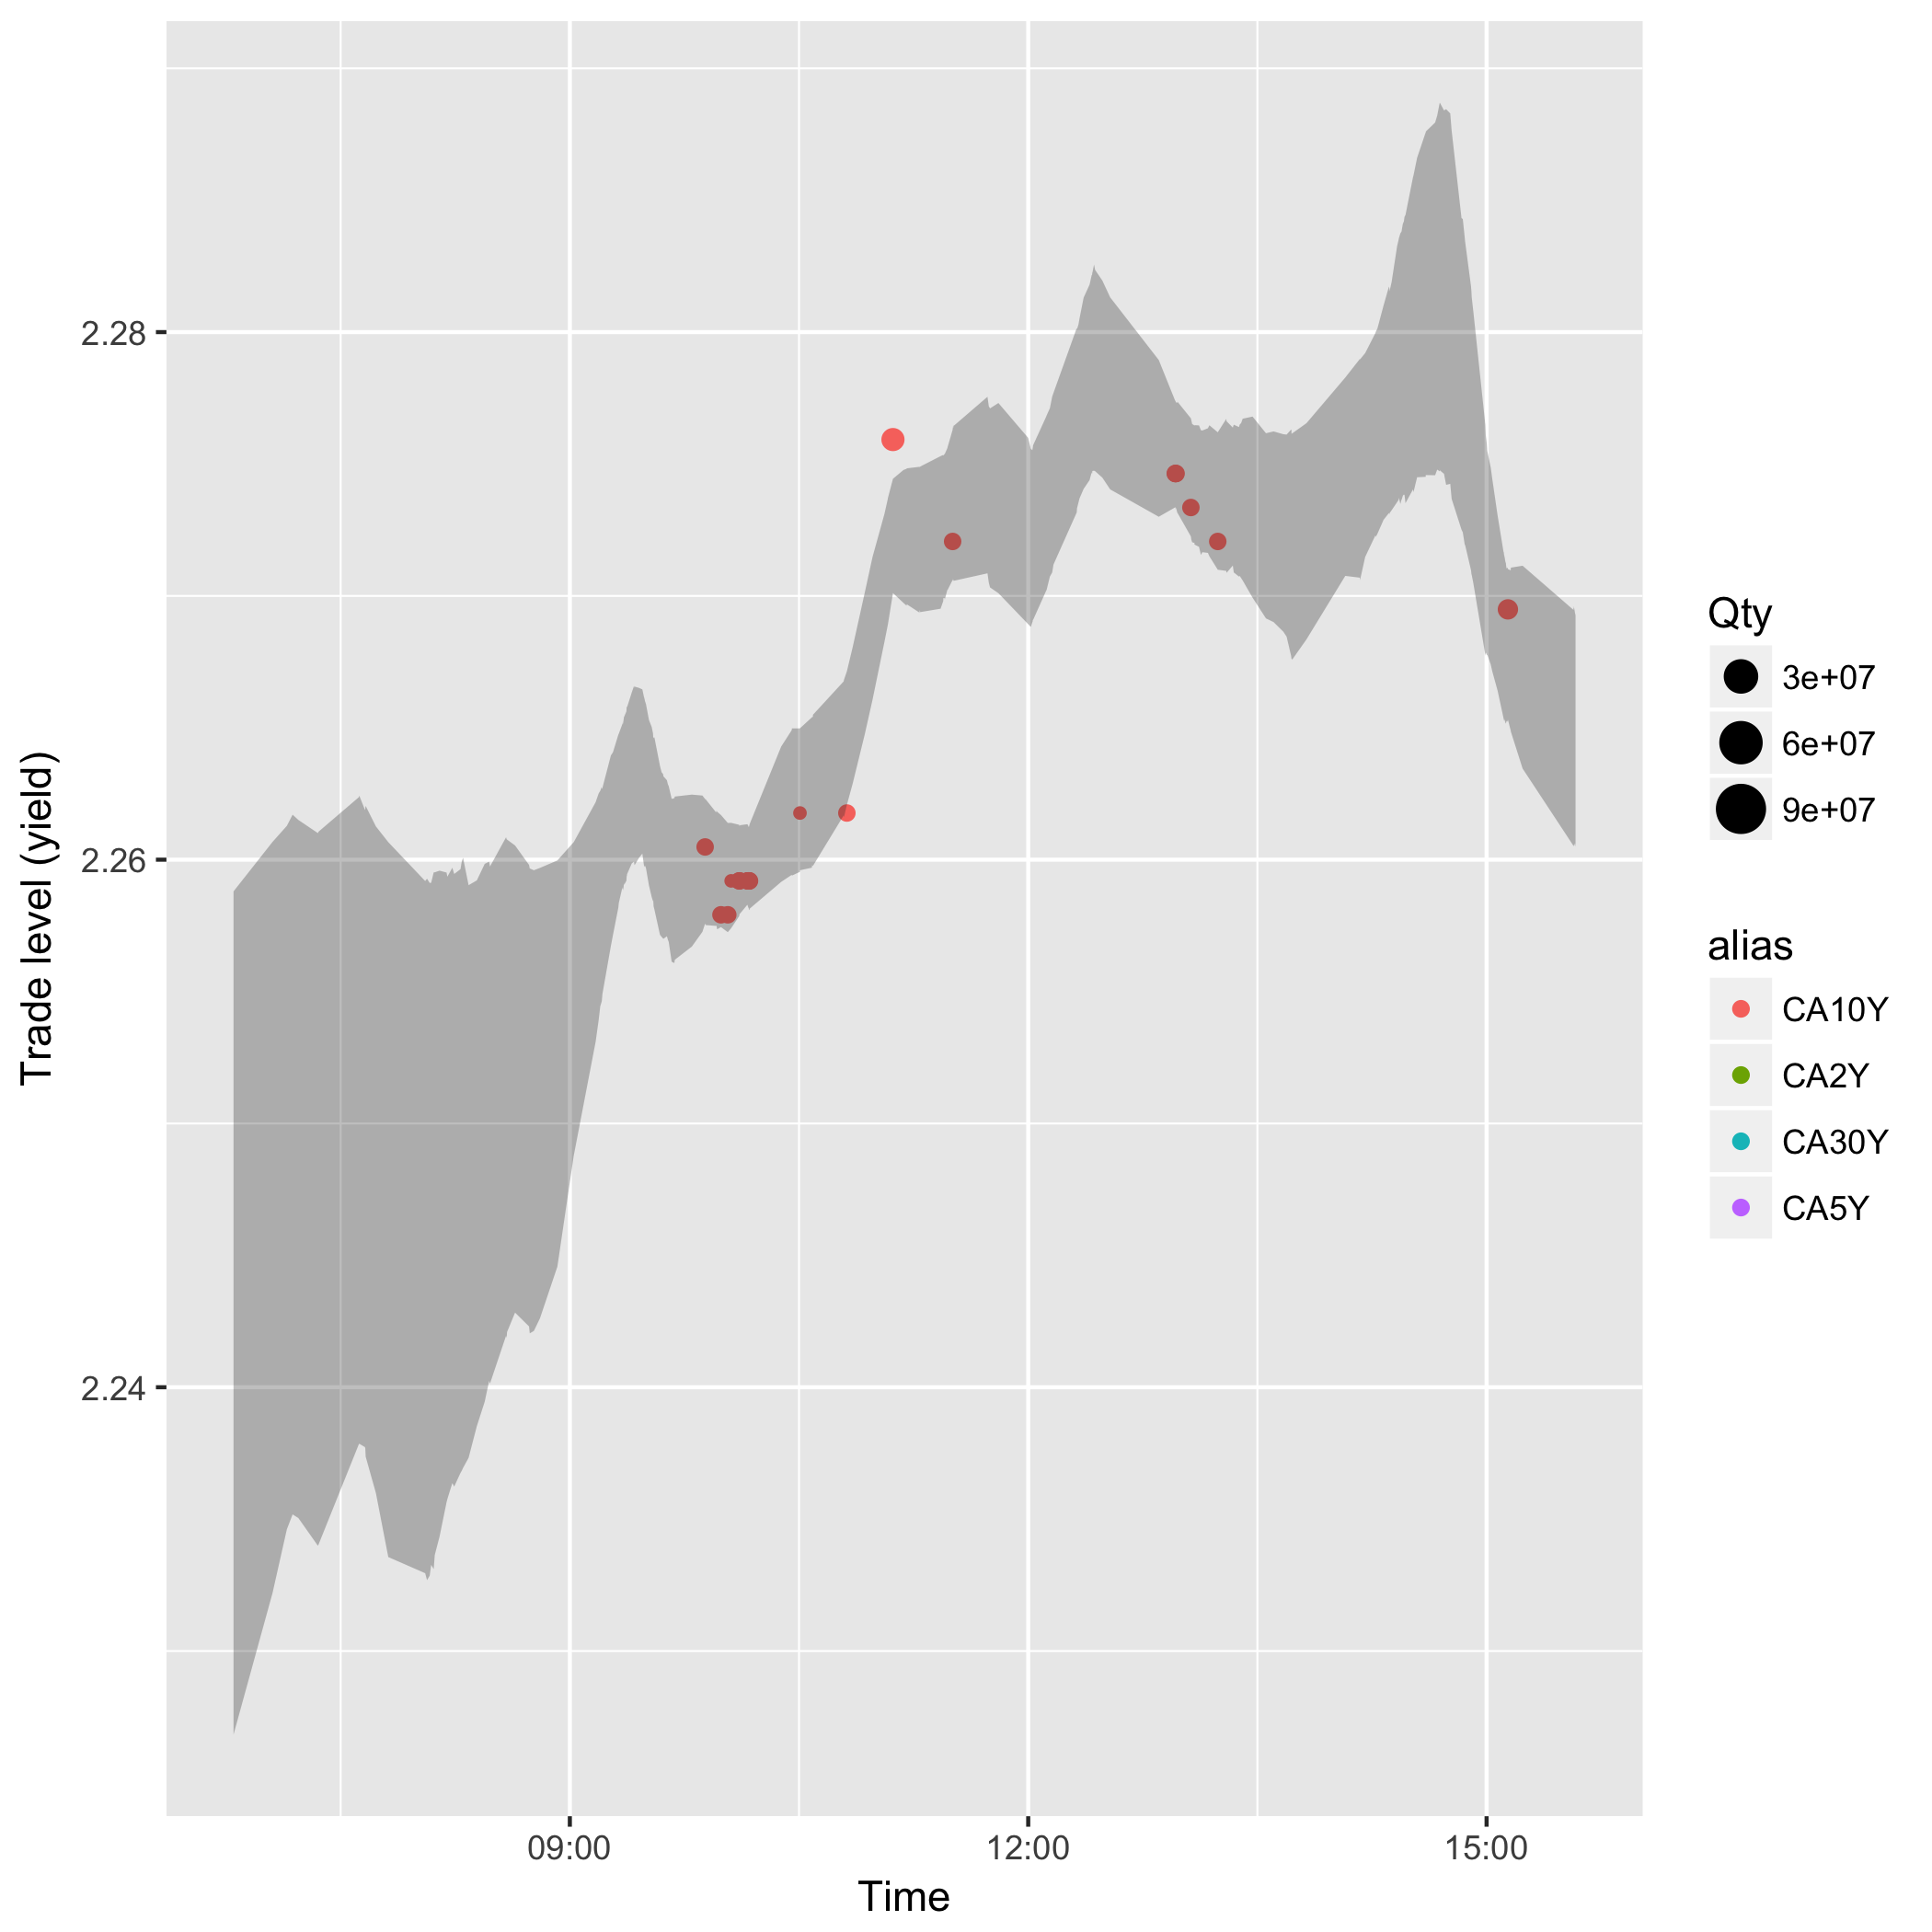 2.28
2.26
2.24
Trade level (yield)
09:00
12:00
15:00
Time
Qty
3e+07
6e+07
9e+07
alias
CA10Y
CA2Y
CA30Y
CA5Y